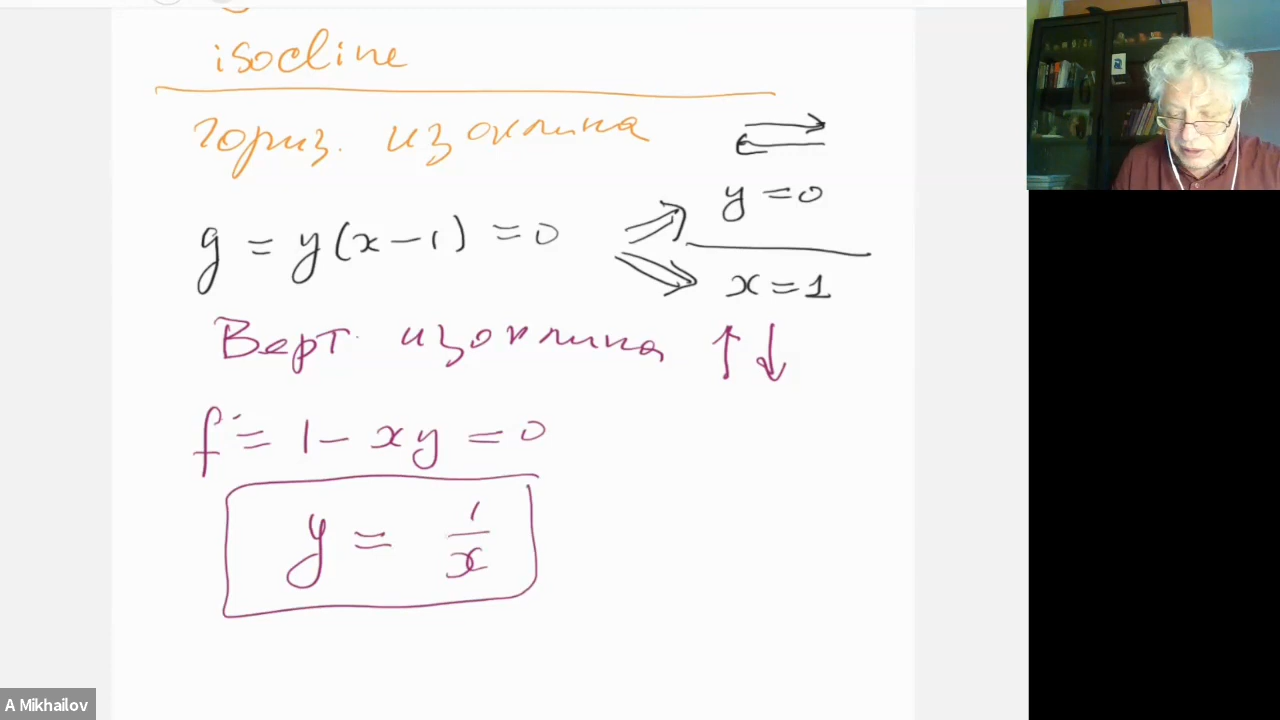 isocline
гориз. изоклина
g = y(x-1) = 0
y = 0
x = 1
Верт. изоклина ↑↓
f = 1 - xy = 0
y = 1/x
A Mikhailov